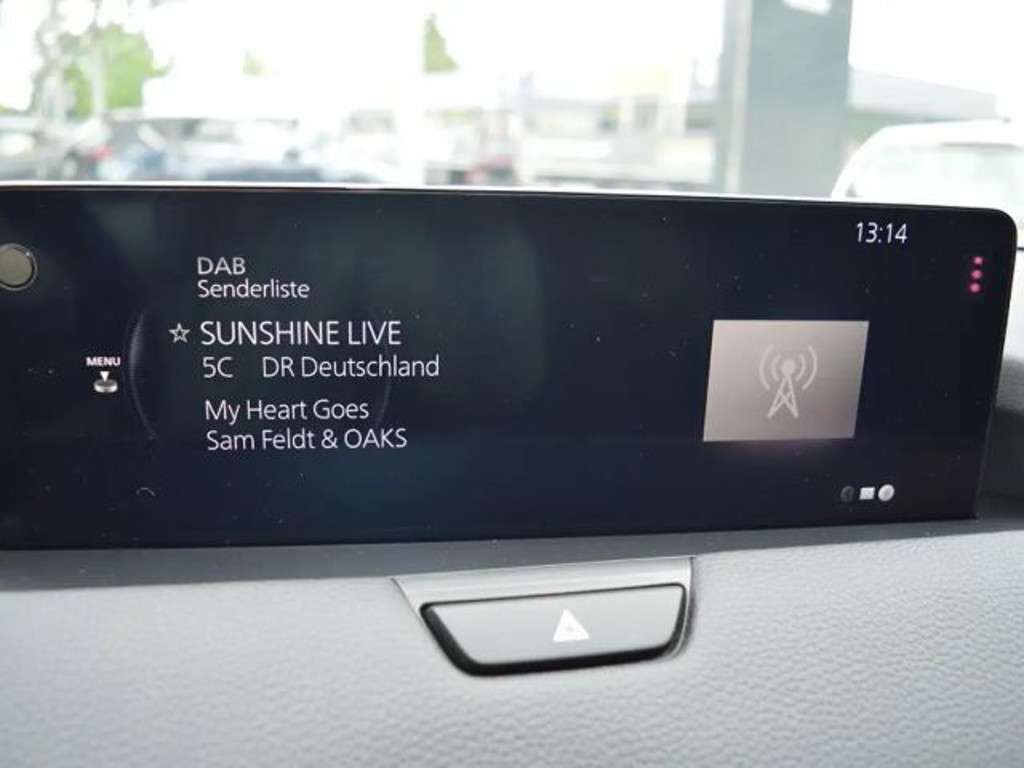 13:14
DAB
Senderliste
SUNSHINE LIVE
MENU
5C DR Deutschland
My Heart Goes
Sam Feldt & OAKS